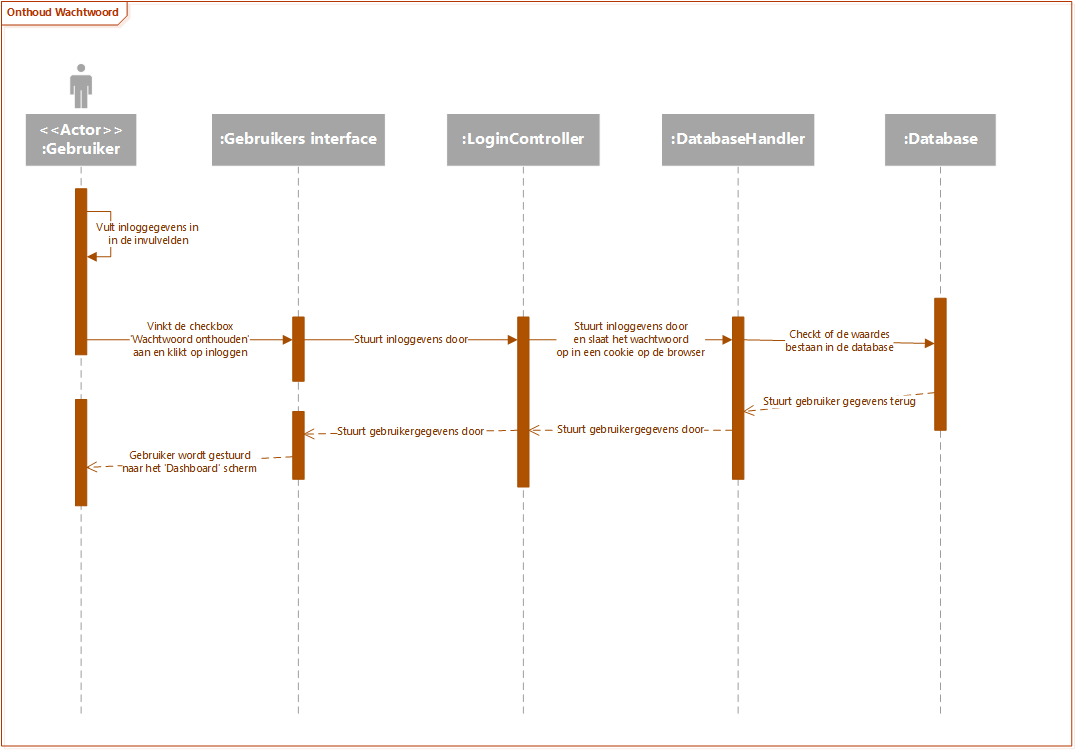 Onthoud Wachtwoord
<<Actor>>
:Gebruiker
:Gebruikers interface
:LoginController
:DatabaseHandler
:Database
Vult inloggegevens in
in de invulvelden
Vinkt de checkbox
'Wachtwoord onthouden'
aan en klikt op inloggen
Stuurt inloggevens door
Stuurt inloggevens door
en slaat het wachtwoord
op in een cookie op de browser
Checkt of de waardes
bestaan in de database
Stuurt gebruiker gegevens terug
Stuurt gebruikergegevens door
Stuurt gebruikergegevens door
Gebruiker wordt gestuurd
naar het 'Dashboard' scherm